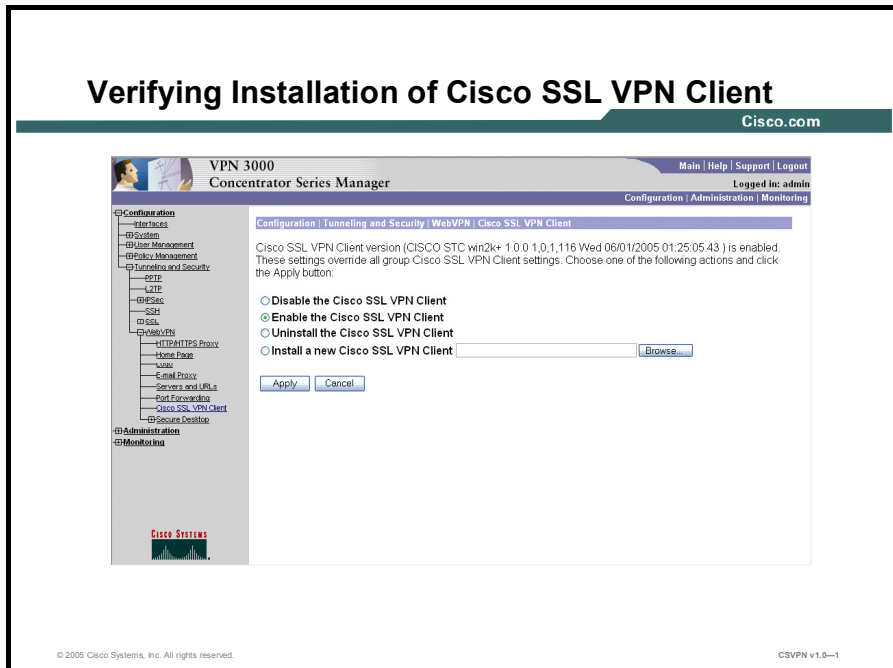 Verifying Installation of Cisco SSL VPN Client
Cisco.com
VPN 3000
Concentrator Series Manager
Main | Help | Support | Logout
Logged in: admin
Configuration | Administration | Monitoring
Configuration
Interfaces
System
User Management
Policy Management
Tunneling and Security
PPTP
L2TP
IPSec
SSH
SSL
WebVPN
HTTP/HTTPS Proxy
Home Page
Logo
E-mail Proxy
Servers and URLs
Port Forwarding
Cisco SSL VPN Client
Secure Desktop
Administration
Monitoring
CISCO SYSTEMS
Configuration | Tunneling and Security | WebVPN | Cisco SSL VPN Client
Cisco SSL VPN Client version (CISCO STC win2k+ 1.0.0 1,0,1,116 Wed 06/01/2005 01:25:05.43 ) is enabled.
These settings override all group Cisco SSL VPN Client settings. Choose one of the following actions and click
the Apply button:
Disable the Cisco SSL VPN Client
Enable the Cisco SSL VPN Client
Uninstall the Cisco SSL VPN Client
Install a new Cisco SSL VPN Client Browse...
Apply Cancel
© 2005 Cisco Systems, Inc. All rights reserved.
CSVPN v1.0—1